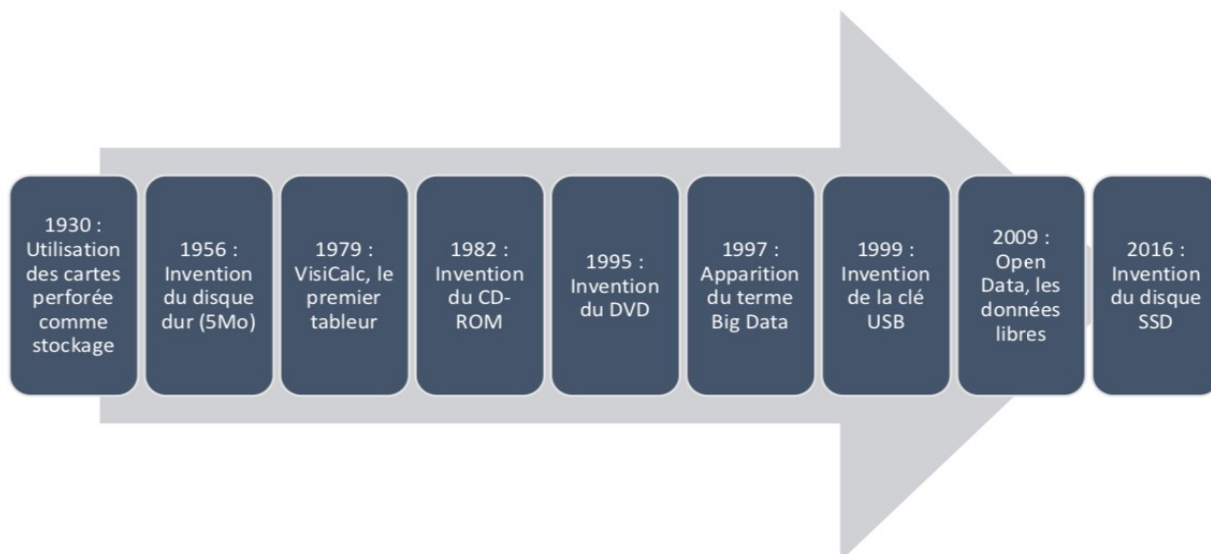 1930 :
Utilisation
des cartes
perforée
comme
stockage
1956 :
Invention
du disque
dur (5Mo)
1979 :
VisiCalc, le
premier
tableur
1982 :
Invention
du CD-
ROM
1995 :
Invention
du DVD
1997 :
Apparition
du terme
Big Data
1999 :
Invention
de la clé
USB
2009 :
Open
Data, les
données
libres
2016 :
Invention
du disque
SSD